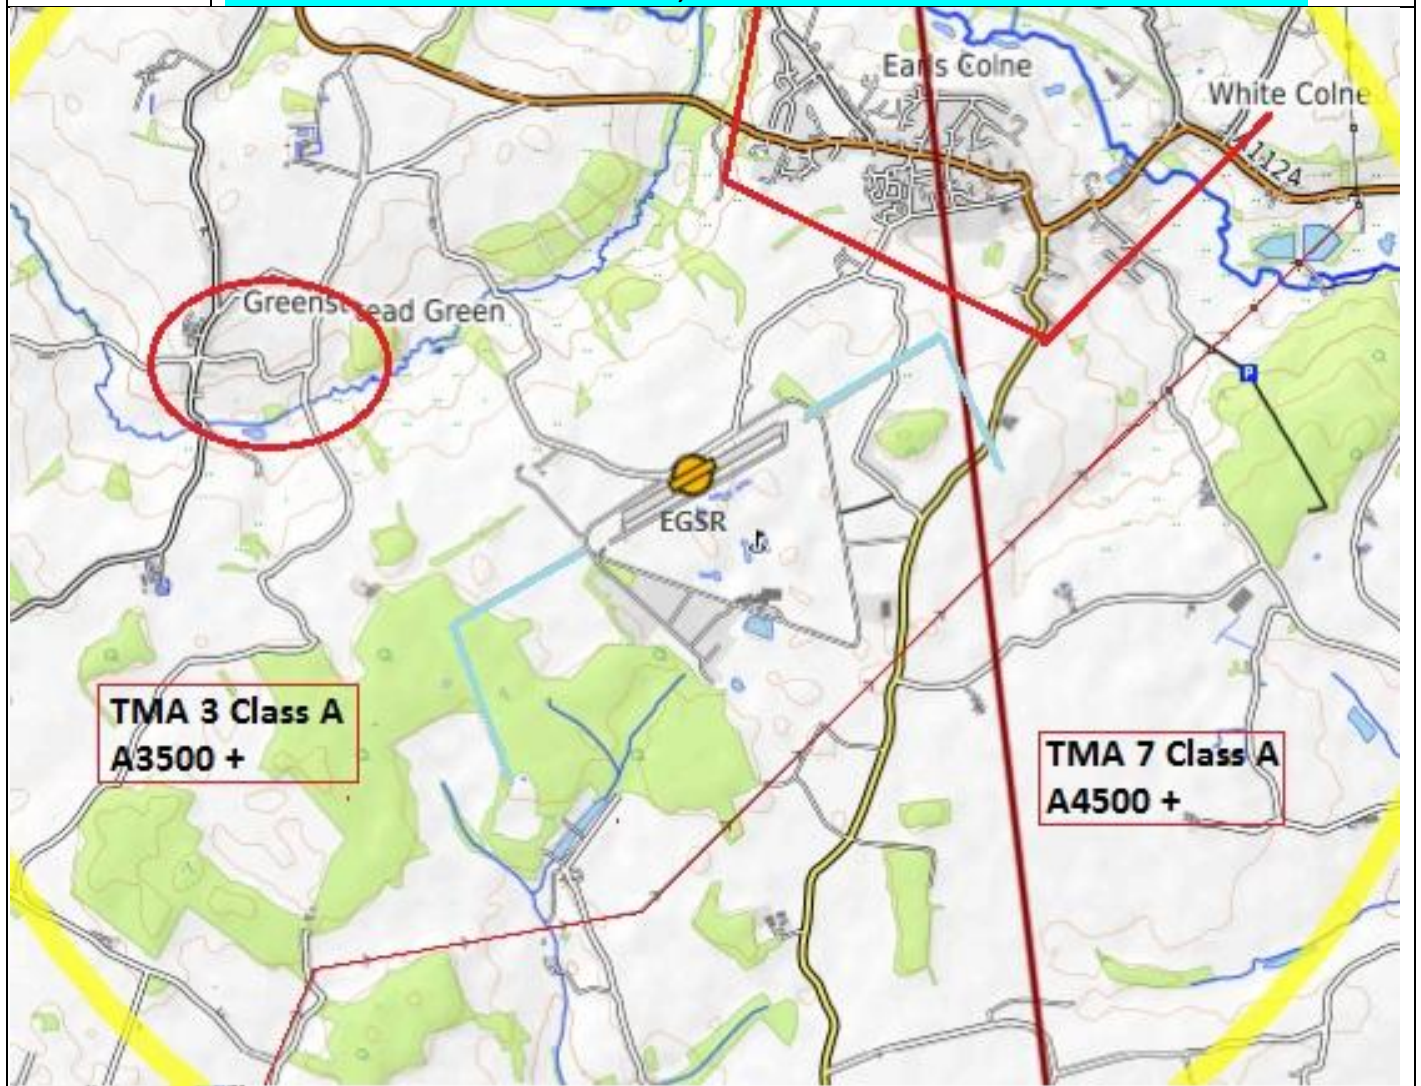 Earls Colne
White Colne
1124
Greenstead Green
P
EGSR
TMA 3 Class A
A3500 +
TMA 7 Class A
A4500 +